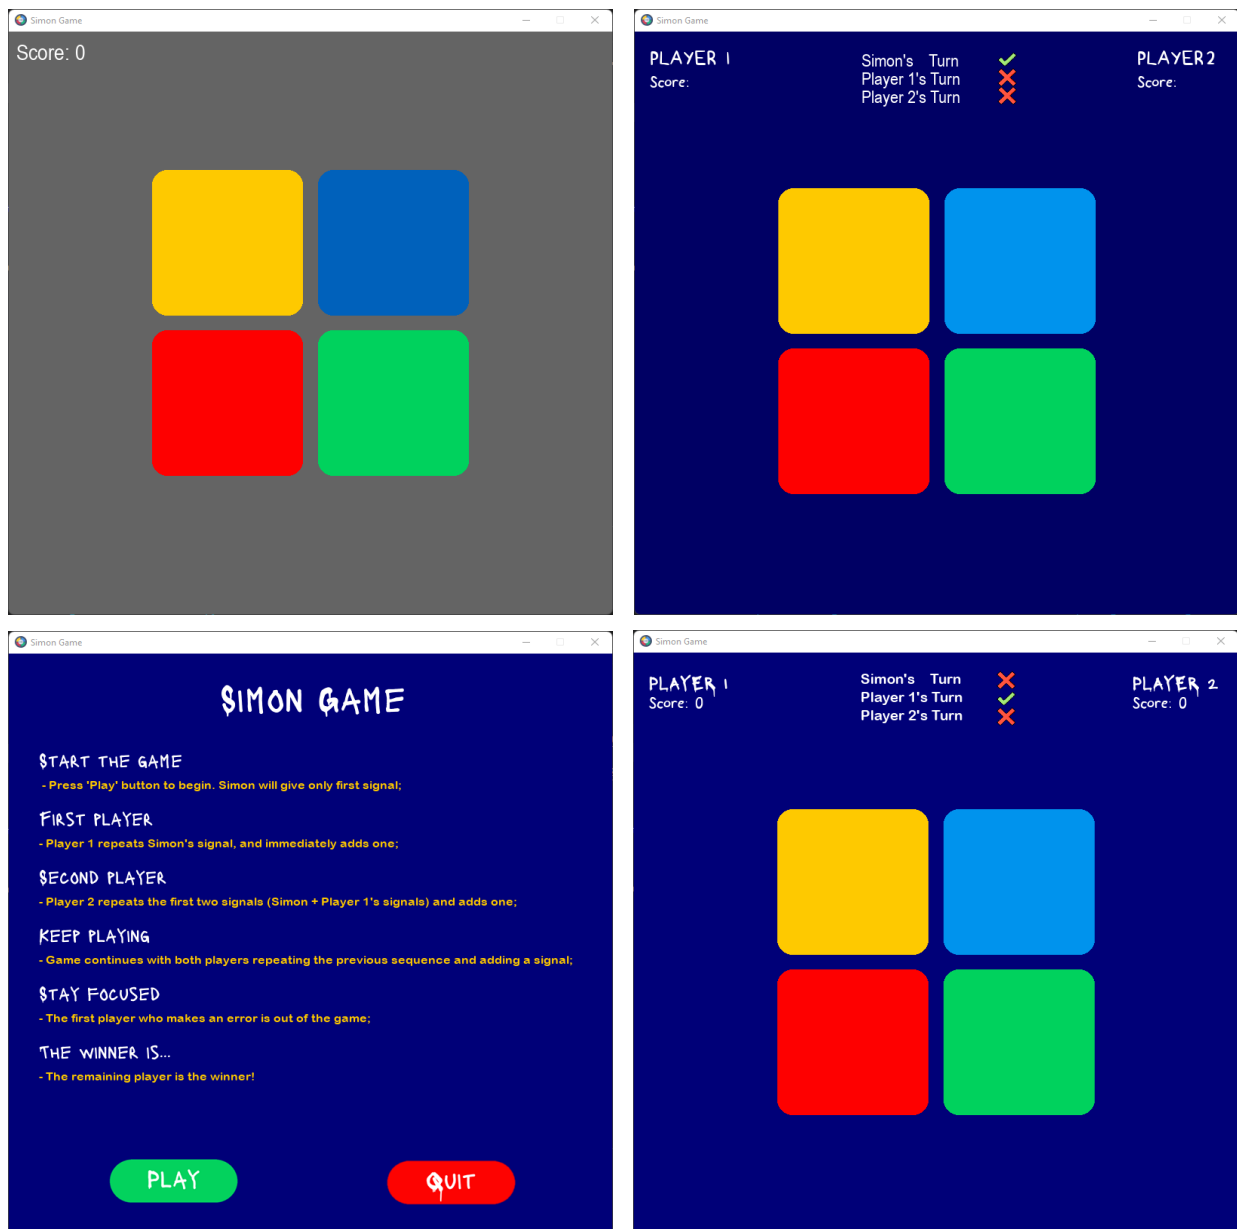 Simon Game
Score: 0
Simon Game
PLAYER 1
Score:
Simon's Turn
Player 1's Turn
Player 2's Turn
PLAYER2
Score:
Simon Game
SIMON GAME
START THE GAME
- Press 'Play' button to begin. Simon will give only first signal;
FIRST PLAYER
- Player 1 repeats Simon's signal, and immediately adds one;
SECOND PLAYER
- Player 2 repeats the first two signals (Simon + Player 1's signals) and adds one;
KEEP PLAYING
- Game continues with both players repeating the previous sequence and adding a signal;
STAY FOCUSED
- The first player who makes an error is out of the game;
THE WINNER IS...
- The remaining player is the winner!
PLAY
QUIT
Simon Game
PLAYER 1
Score: 0
Simon's Turn
Player 1's Turn
Player 2's Turn
PLAYER 2
Score: 0